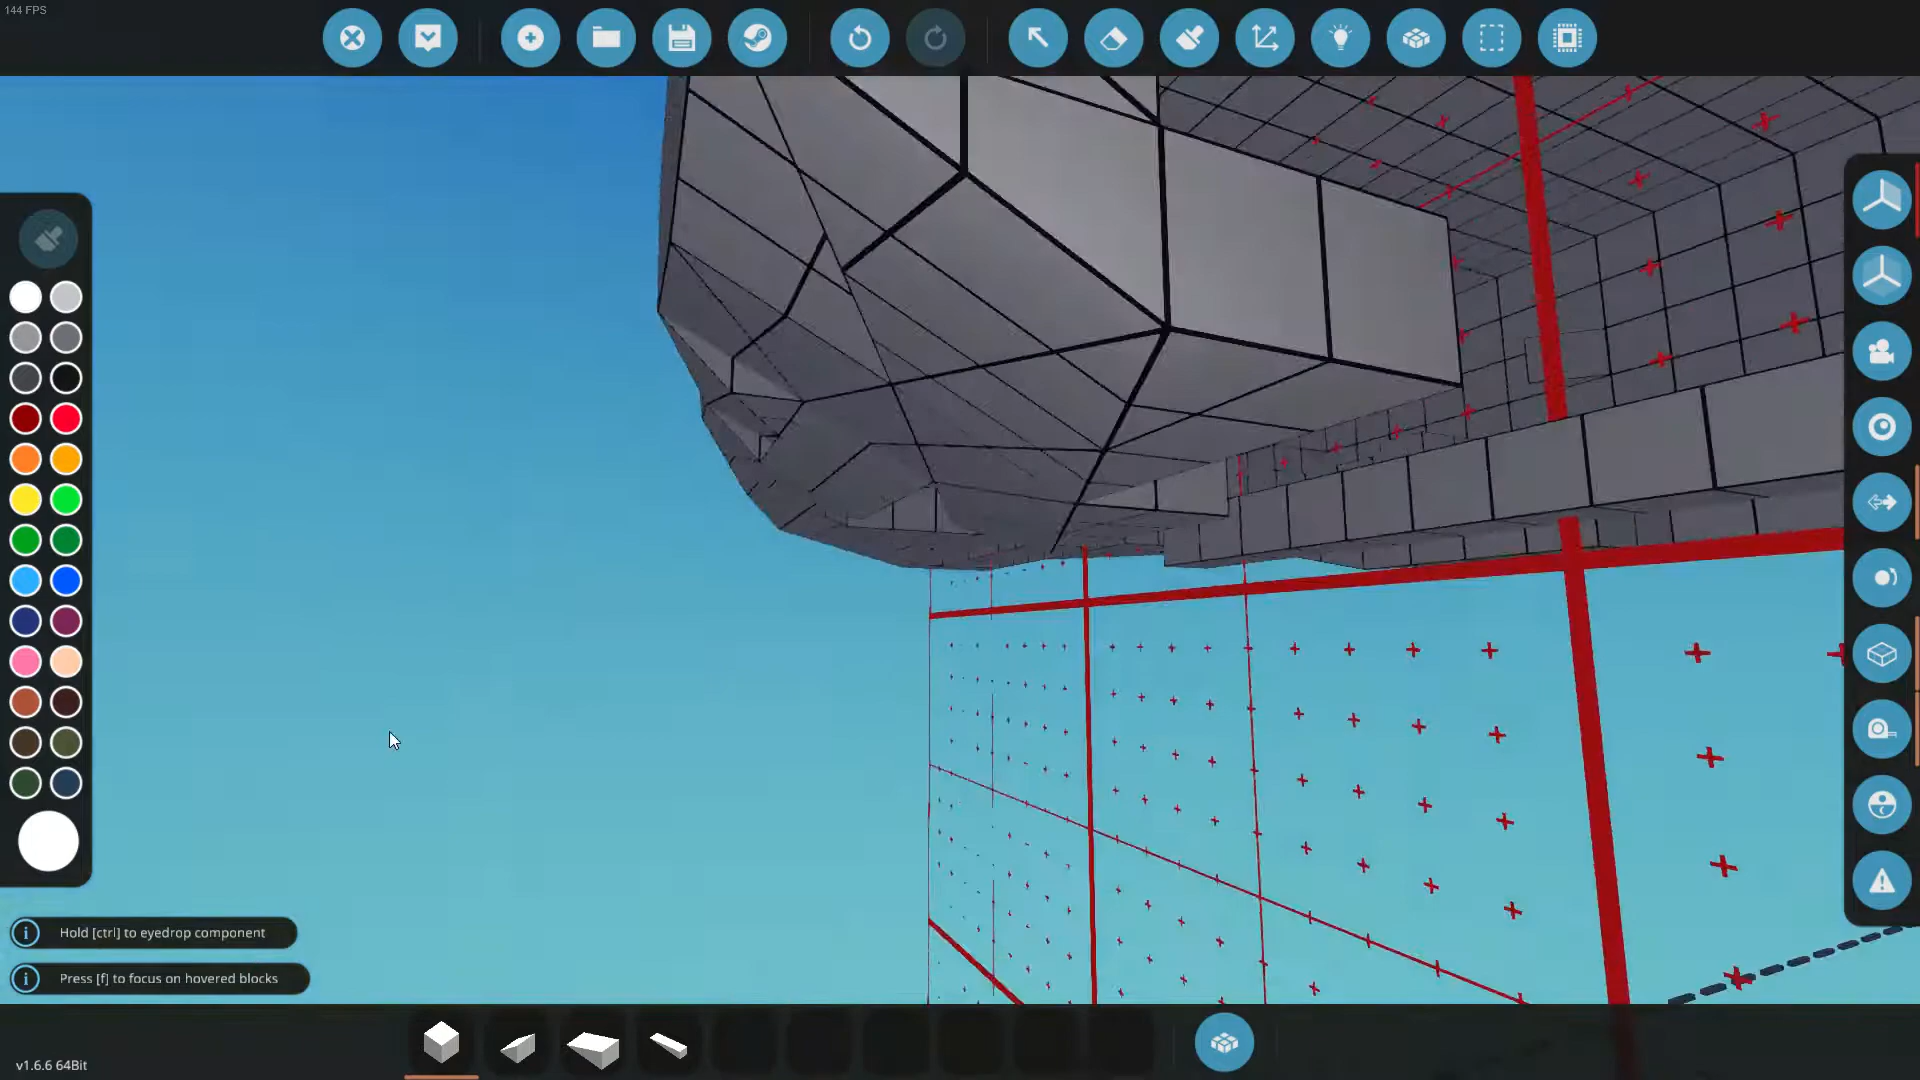 144 FPS
Hold [ctrl] to eyedrop component
Press [f] to focus on hovered blocks
v1.6.6 64Bit